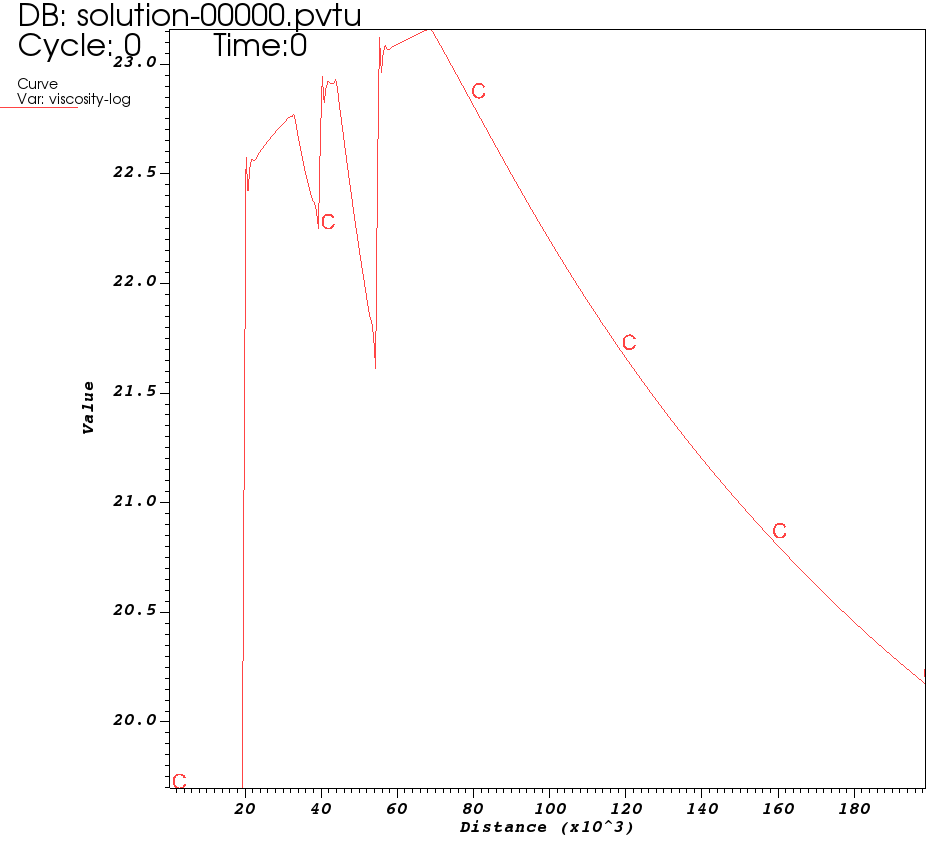 DB: solution-00000.pvtu
Cycle: 0 Time:0
Curve
Var: viscosity-log
23.0
22.5
22.0
21.5
21.0
20.5
20.0
Value
C
C
C
C
C
C
20 40 60 80 100 120 140 160 180
Distance (x10^3)